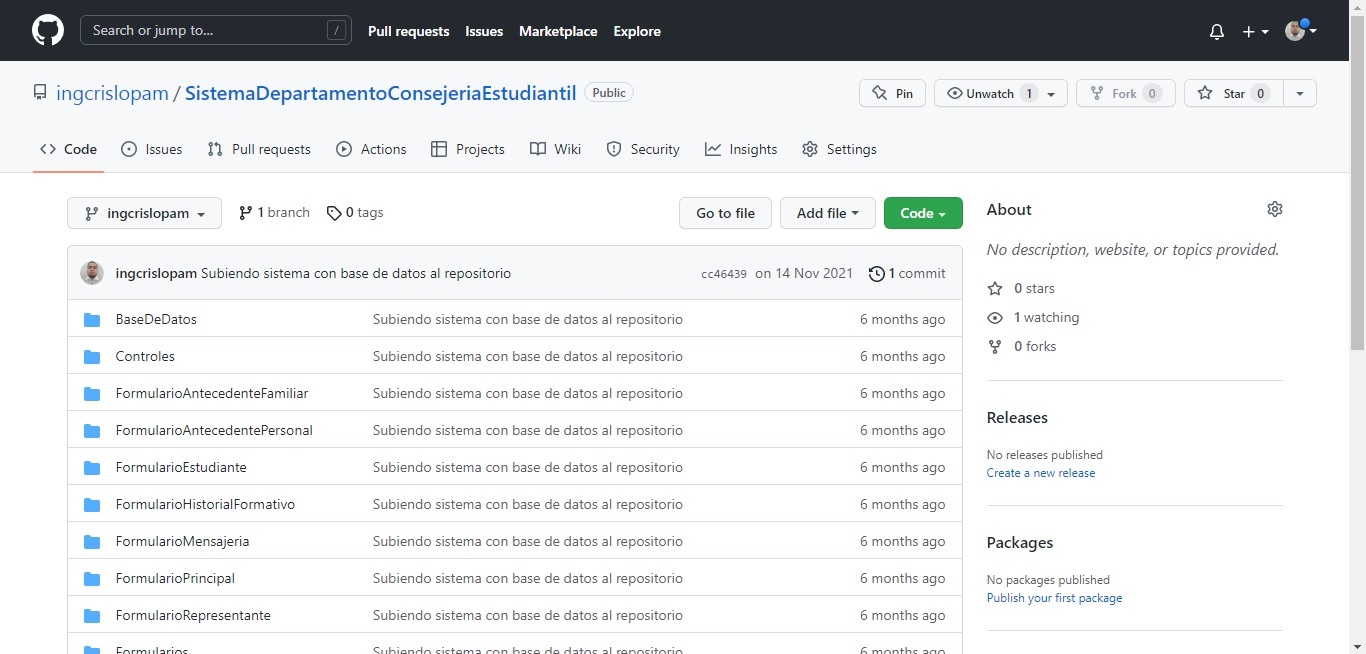 Search or jump to... / Pull requests Issues Marketplace Explore
ingcrislopam / SistemaDepartamentoConsejeriaEstudiantil Public Pin Unwatch 1 Fork 0 Star 0
Code Issues Pull requests Actions Projects Wiki Security Insights Settings
ingcrislopam 1 branch 0 tags Go to file Add file Code
ingcrislopam Subiendo sistema con base de datos al repositorio cc46439 on 14 Nov 2021 1 commit
BaseDeDatos Subiendo sistema con base de datos al repositorio 6 months ago
Controles Subiendo sistema con base de datos al repositorio 6 months ago
FormularioAntecedenteFamiliar Subiendo sistema con base de datos al repositorio 6 months ago
FormularioAntecedentePersonal Subiendo sistema con base de datos al repositorio 6 months ago
FormularioEstudiante Subiendo sistema con base de datos al repositorio 6 months ago
FormularioHistorialFormativo Subiendo sistema con base de datos al repositorio 6 months ago
FormularioMensajeria Subiendo sistema con base de datos al repositorio 6 months ago
FormularioPrincipal Subiendo sistema con base de datos al repositorio 6 months ago
FormularioRepresentante Subiendo sistema con base de datos al repositorio 6 months ago
Formularios Subiendo sistema con base de datos al repositorio 6 months ago
About
No description, website, or topics provided.
0 stars
1 watching
0 forks
Releases
No releases published
Create a new release
Packages
No packages published
Publish your first package